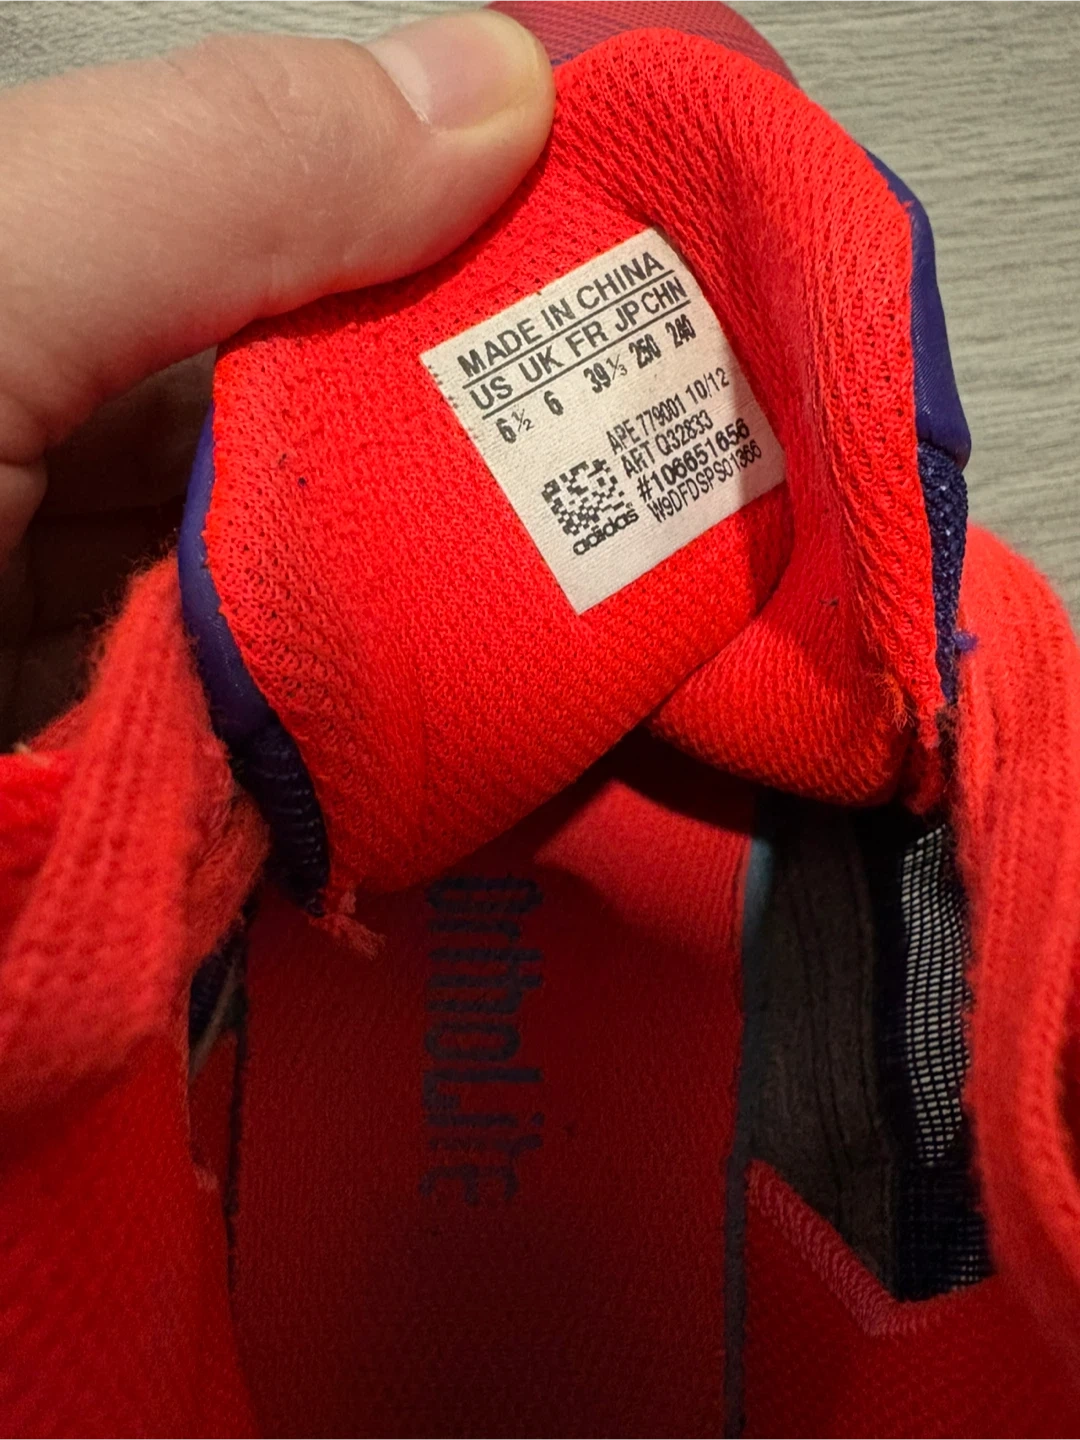 MADE IN CHINA
US UK FR JP CHN
6½ 6 39⅓ 250 240
APE 779001 10/12
ART Q32833
#106651656
W9DFDSPS01366
adidas
OrthoLite